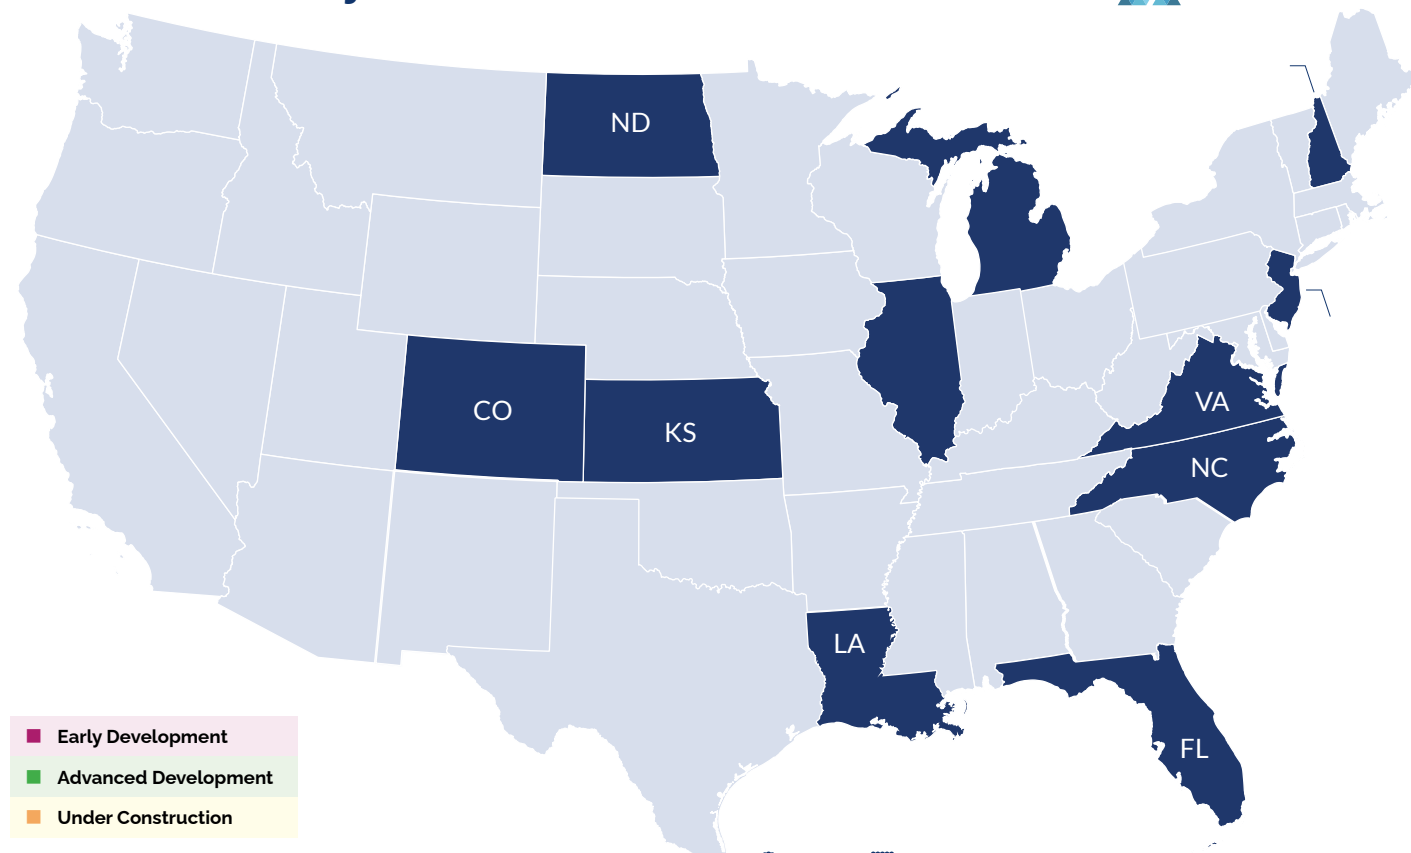 ND
CO
KS
VA
NC
LA
FL
Early Development
Advanced Development
Under Construction